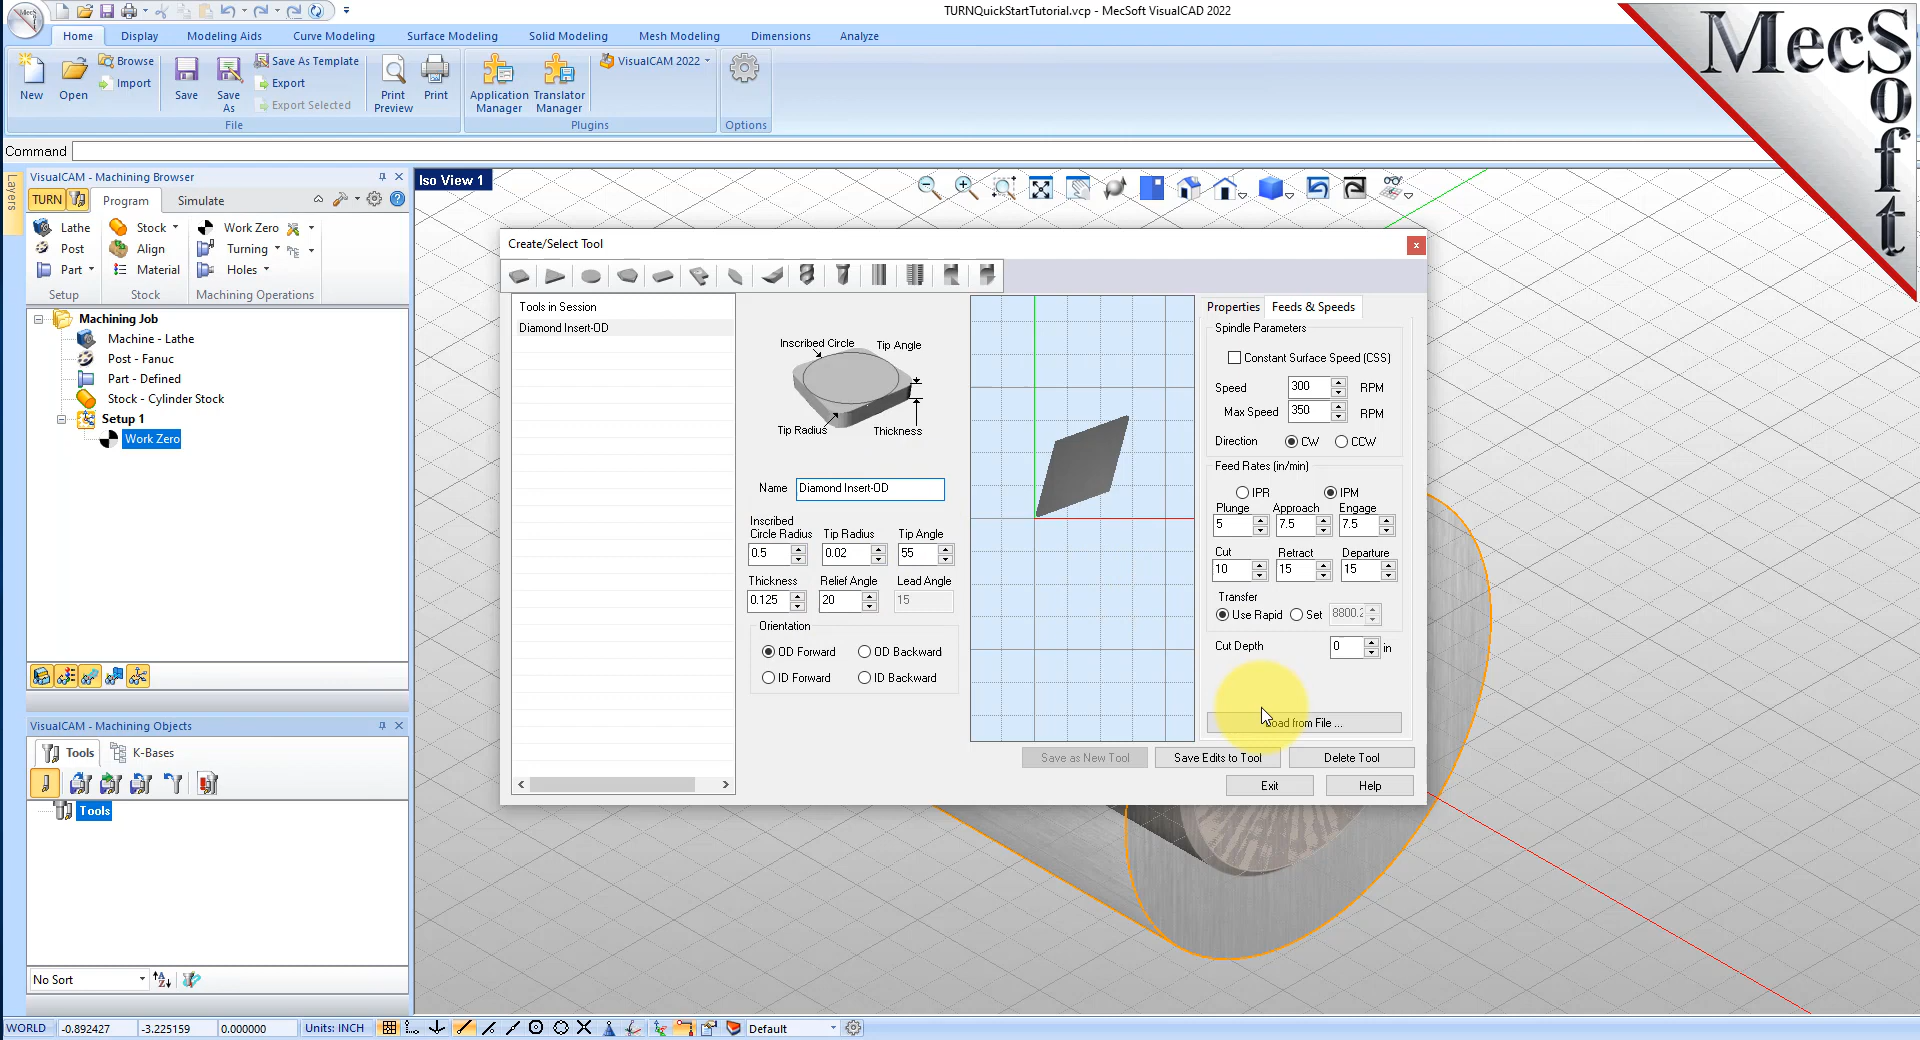 TURNQuickStartTutorial.vcp - MecSoft VisualCAD 2022
MecSoft
Home Display Modeling Aids Curve Modeling Surface Modeling Solid Modeling Mesh Modeling Dimensions Analyze
Browse Save As Template VisualCAM 2022
Import Export
New Open Save Save As Export Selected Print Preview Print Application Manager Translator Manager
File Plugins Options
Command
Layers
VisualCAM - Machining Browser
TURN Program Simulate
Lathe Stock Work Zero
Post Align Turning
Part Material Holes
Setup Stock Machining Operations
Machining Job
Machine - Lathe
Post - Fanuc
Part - Defined
Stock - Cylinder Stock
Setup 1
Work Zero
VisualCAM - Machining Objects
Tools K-Bases
Tools
No Sort
Iso View 1
Create/Select Tool
Tools in Session
Diamond Insert-OD
Inscribed Circle Tip Angle
Tip Radius Thickness
Name Diamond Insert-OD
Inscribed
Circle Radius Tip Radius Tip Angle
0.5 0.02 55
Thickness Relief Angle Lead Angle
0.125 20 15
Orientation
OD Forward OD Backward
ID Forward ID Backward
Properties Feeds & Speeds
Spindle Parameters
Constant Surface Speed (CSS)
Speed 300 RPM
Max Speed 350 RPM
Direction CW CCW
Feed Rates (in/min)
IPR IPM
Plunge Approach Engage
5 7.5 7.5
Cut Retract Departure
10 15 15
Transfer
Use Rapid Set 8800.2
Cut Depth 0 in
Load from File ...
Save as New Tool Save Edits to Tool Delete Tool
Exit Help
WORLD -0.892427 -3.225159 0.000000 Units: INCH Default